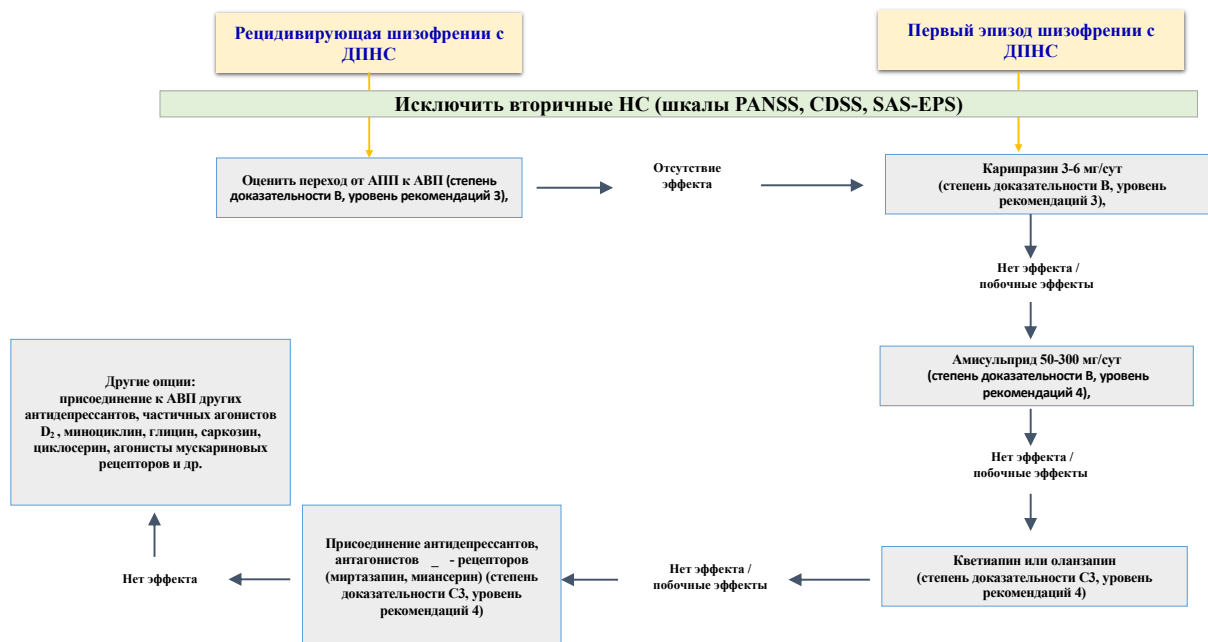 Рецидивирующая шизофрения с
ДПНС
Первый эпизод шизофрении с
ДПНС
Исключить вторичные НС (шкалы PANSS, CDSS, SAS-EPS)
Оценить переход от АПП к АВП (степень
доказательности В, уровень рекомендаций 3),
Отсутствие
эффекта
Карипразин 3-6 мг/сут
(степень доказательности В, уровень
рекомендаций 3),
Нет эффекта /
побочные эффекты
Амисульприд 50-300 мг/сут
(степень доказательности В, уровень
рекомендаций 4),
Нет эффекта /
побочные эффекты
Кветиапин или оланзапин
(степень доказательности С3, уровень
рекомендаций 4)
Нет эффекта /
побочные эффекты
Присоединение антидепрессантов,
антагонистов _ - рецепторов
(миртазапин, миансерин) (степень
доказательности С3, уровень
рекомендаций 4)
Нет эффекта
Другие опции:
присоединение к АВП других
антидепрессантов, частичных агонистов
D₂ , миноциклин, глицин, саркозин,
циклосерин, агонисты мускариновых
рецепторов и др.